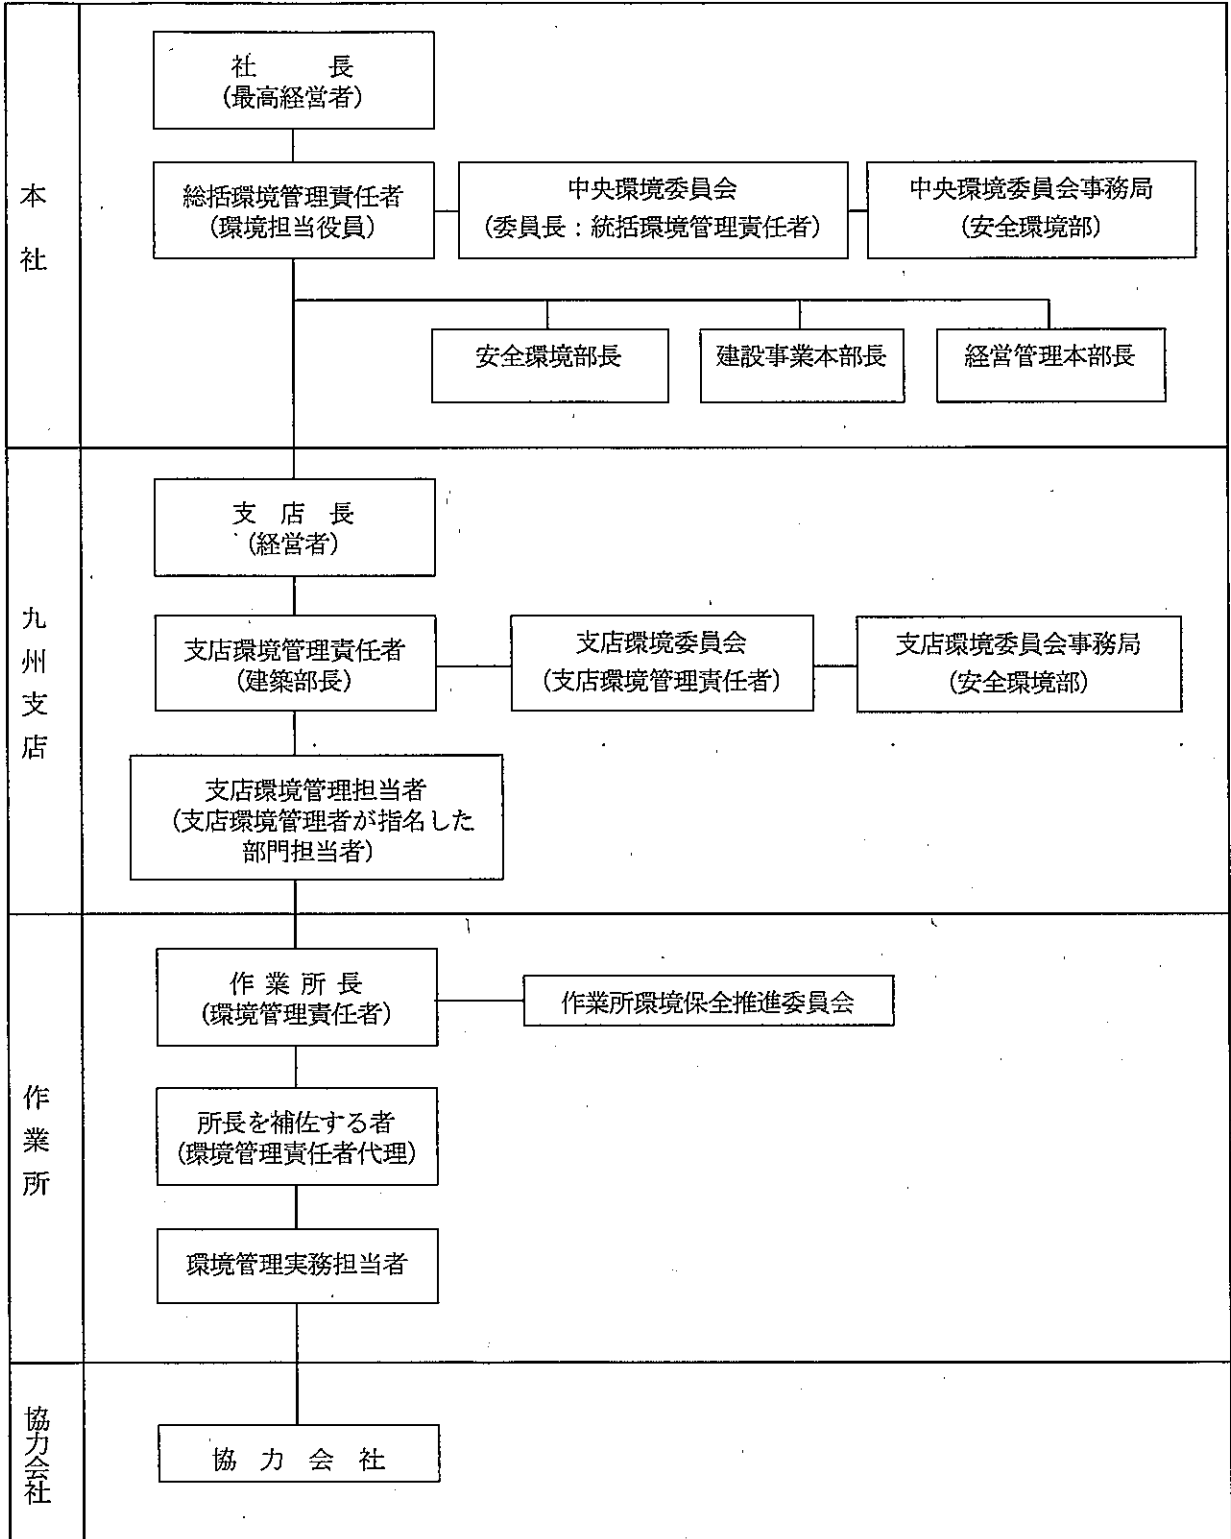 本社
社　　長
(最高経営者)
総括環境管理責任者
(環境担当役員)
中央環境委員会
(委員長：統括環境管理責任者)
中央環境委員会事務局
(安全環境部)
安全環境部長
建設事業本部長
経営管理本部長
九州支店
支　店　長
(経営者)
支店環境管理責任者
(建築部長)
支店環境委員会
(支店環境管理責任者)
支店環境委員会事務局
(安全環境部)
支店環境管理担当者
(支店環境管理者が指名した
部門担当者)
作業所
作 業 所 長
(環境管理責任者)
作業所環境保全推進委員会
所長を補佐する者
(環境管理責任者代理)
環境管理実務担当者
協力会社
協　力　会　社